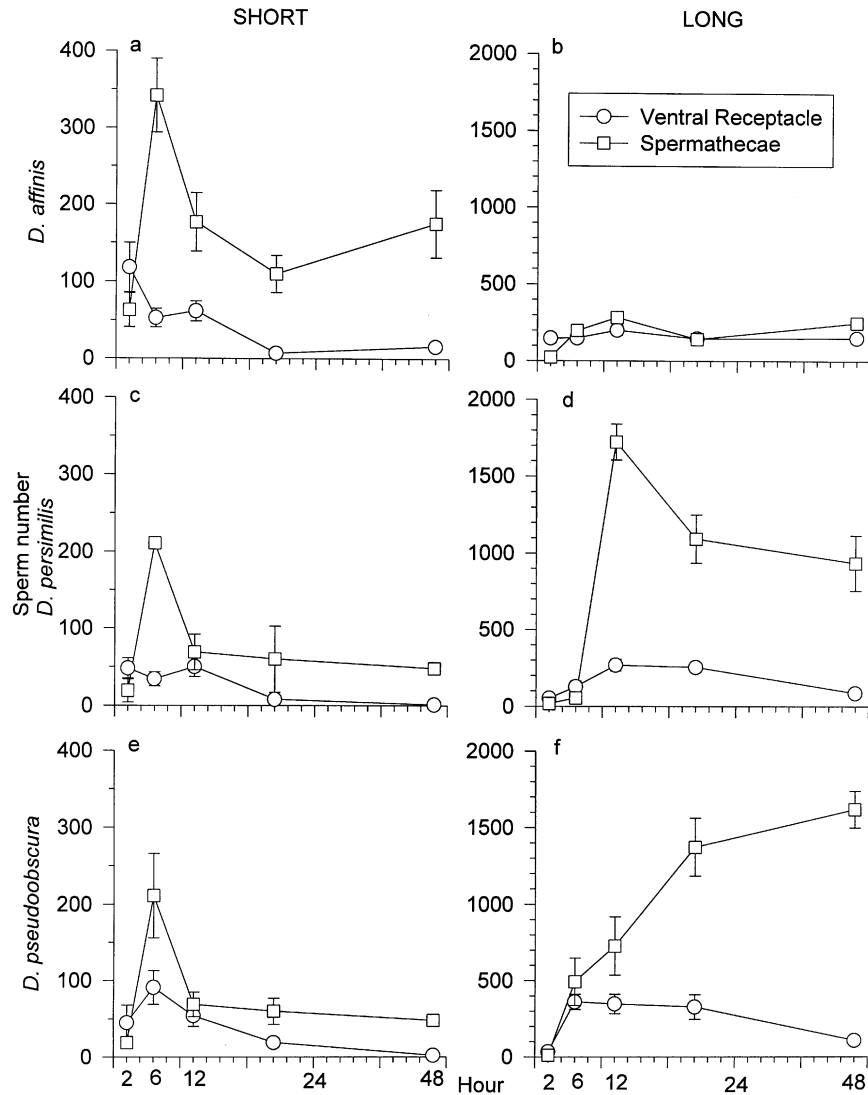 SHORT
LONG
a
400
300
200
100
0
D. affinis
b
2000
1500
1000
500
0
Ventral Receptacle
Spermathecae
c
400
300
200
100
0
Sperm number
D. persimilis
d
2000
1500
1000
500
0
e
400
300
200
100
0
D. pseudoobscura
f
2000
1500
1000
500
0
2 6 12 24 48 Hour 2 6 12 24 48